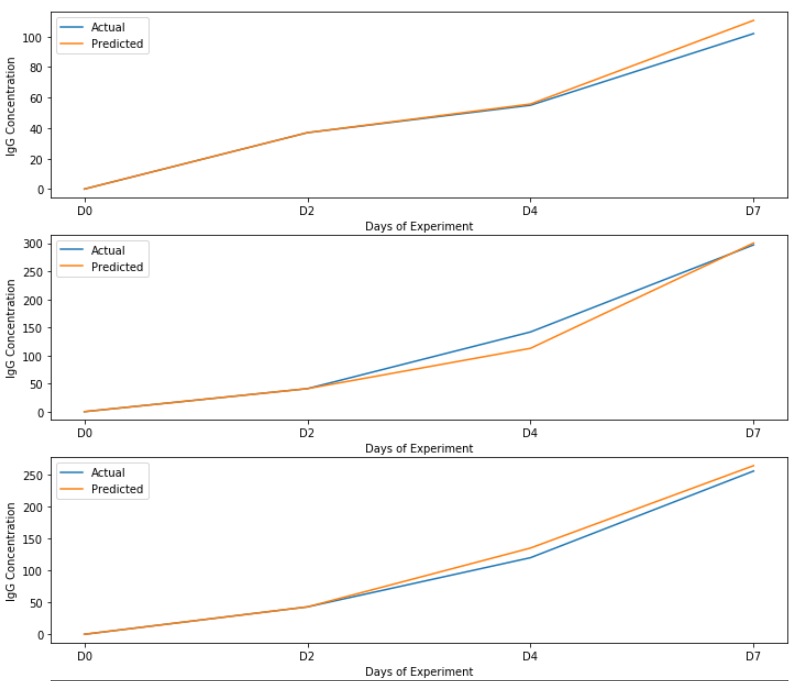 Actual
Predicted
100
80
60
40
20
0
IgG Concentration
D0 D2 D4 D7
Days of Experiment
Actual
Predicted
300
250
200
150
100
50
0
IgG Concentration
D0 D2 D4 D7
Days of Experiment
Actual
Predicted
250
200
150
100
50
0
IgG Concentration
D0 D2 D4 D7
Days of Experiment